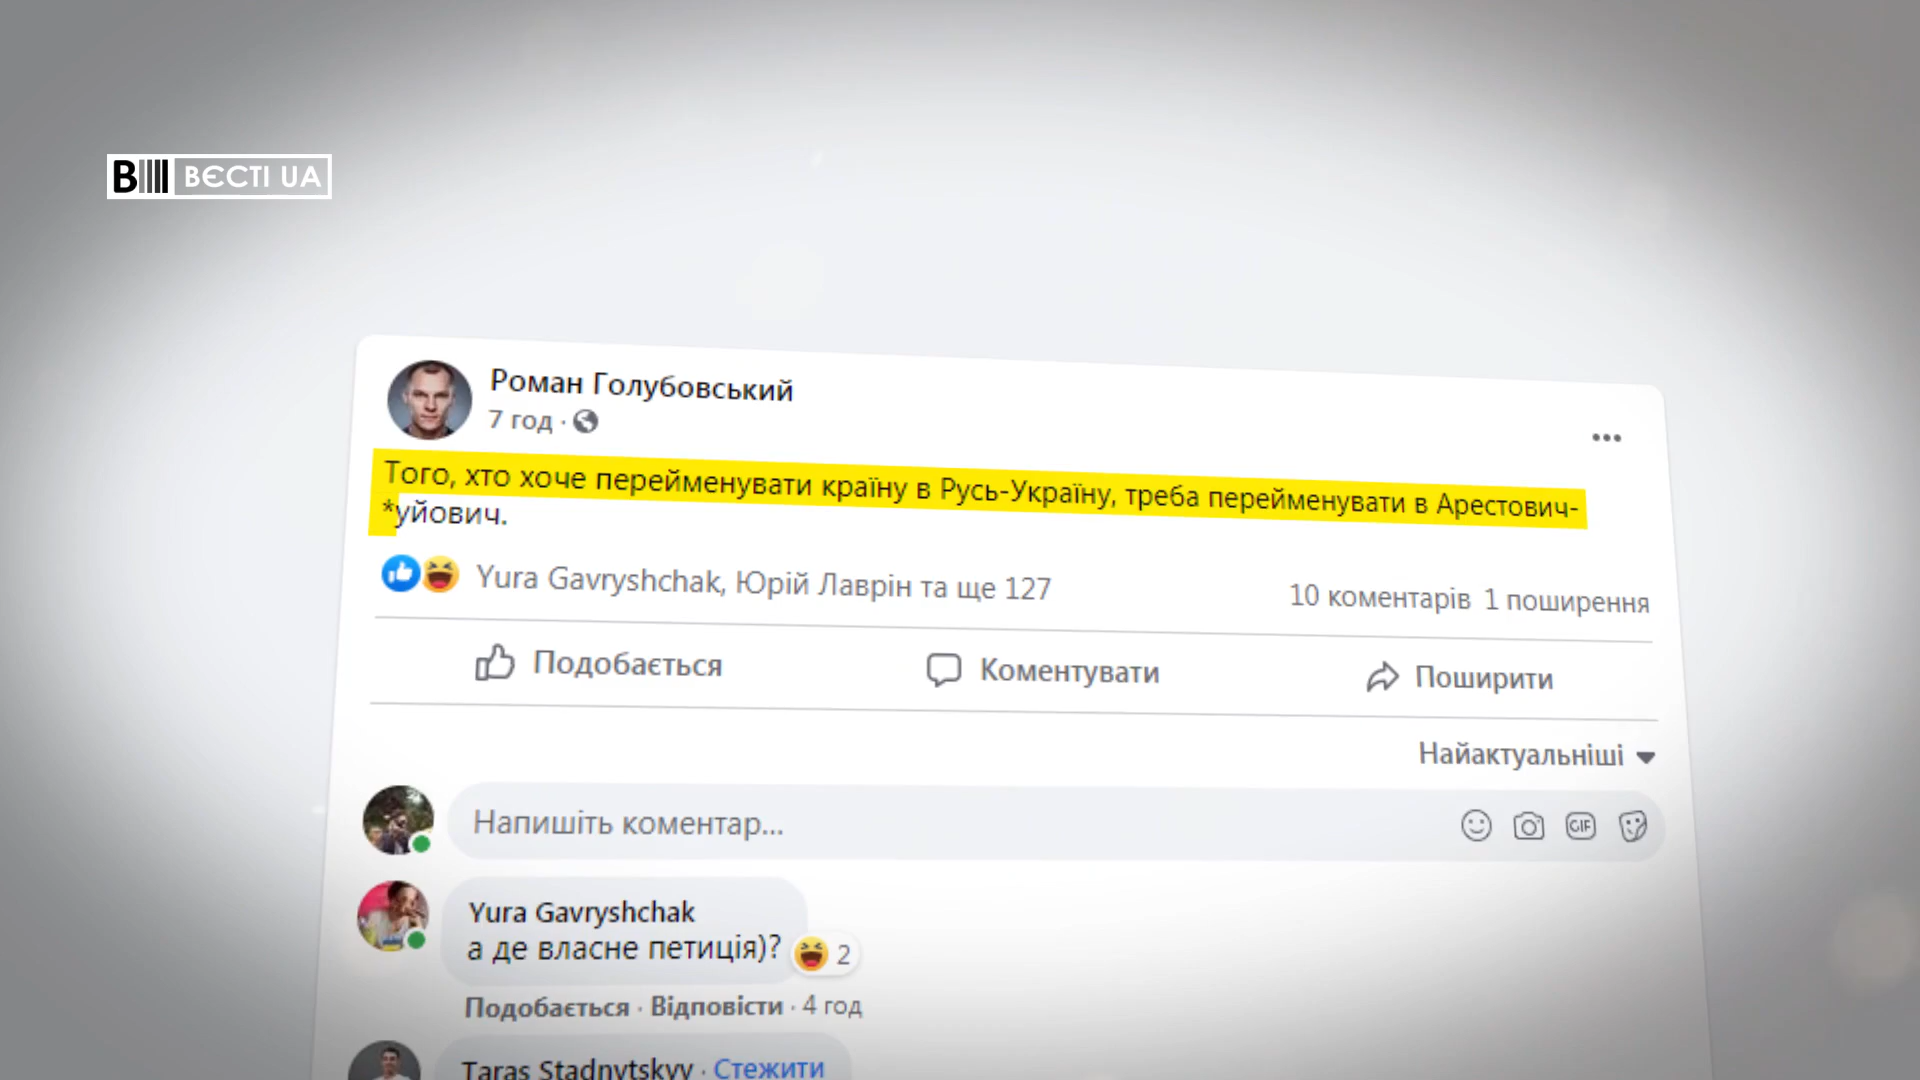 В ВЄСТІ UA
Роман Голубовський
7 год ·
Того, хто хоче перейменувати країну в Русь-Україну, треба перейменувати в Арестович-
*уйович.
Yura Gavryshchak, Юрій Лаврін та ще 127
10 коментарів 1 поширення
Подобається
Коментувати
Поширити
Найактуальніші
Напишіть коментар...
GIF
Yura Gavryshchak
а де власне петиція)?
2
Подобається · Відповісти · 4 год
Taras Stadnytskyy · Стежити